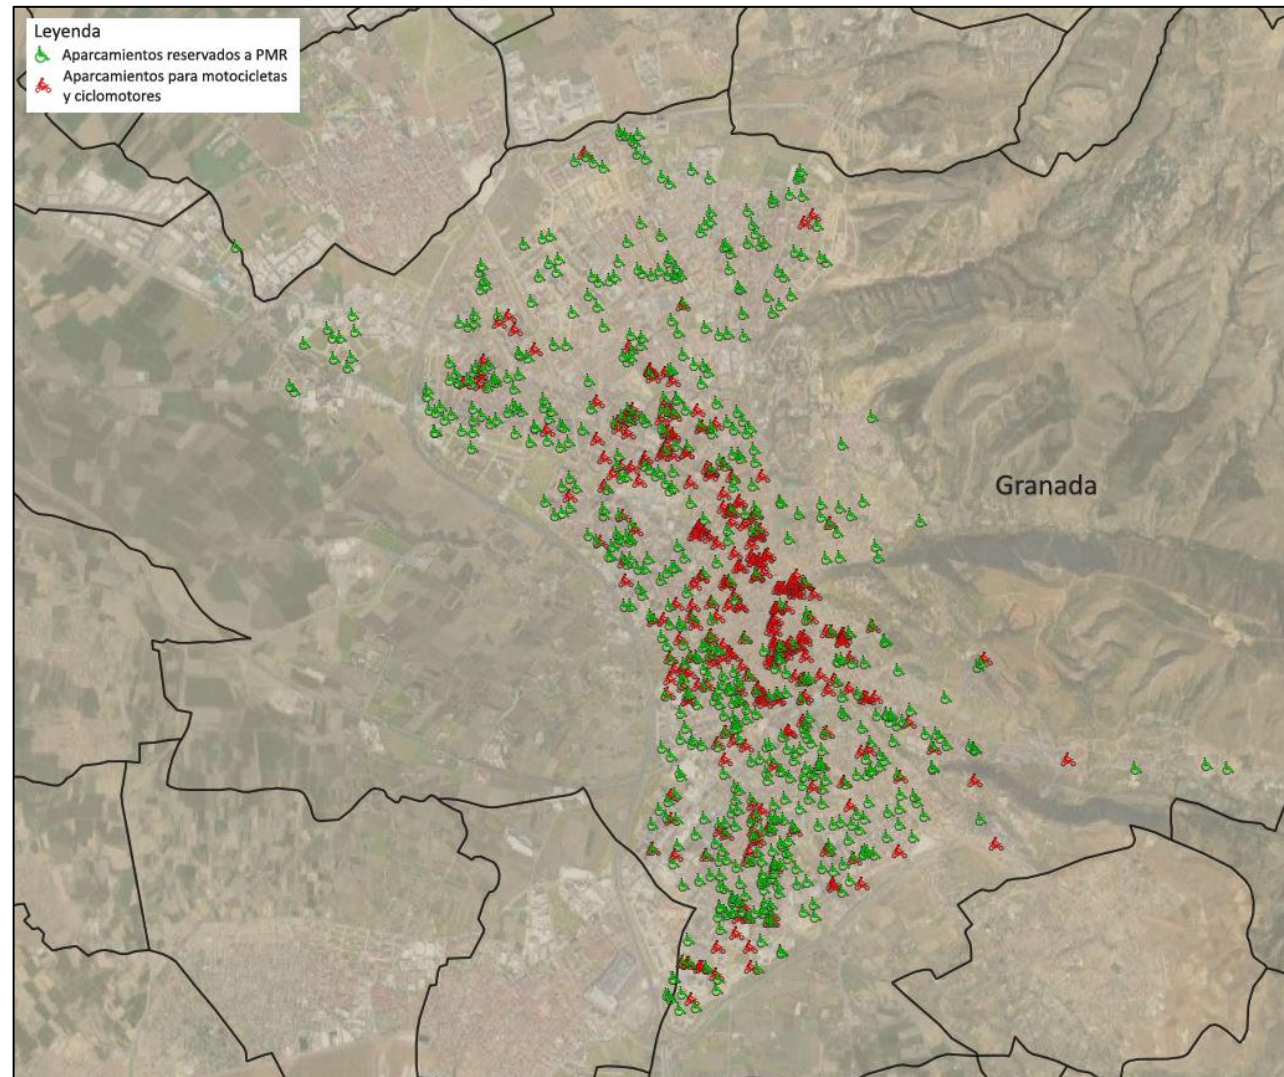 Leyenda
Aparcamientos reservados a PMR
Aparcamientos para motocicletas
y ciclomotores
Granada